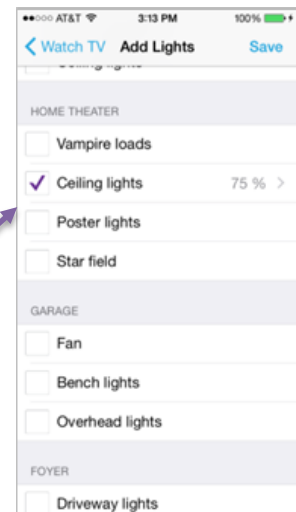 AT&T 3:13 PM 100%
Watch TV Add Lights Save
HOME THEATER
Vampire loads
Ceiling lights 75 % >
Poster lights
Star field
GARAGE
Fan
Bench lights
Overhead lights
FOYER
Driveway lights